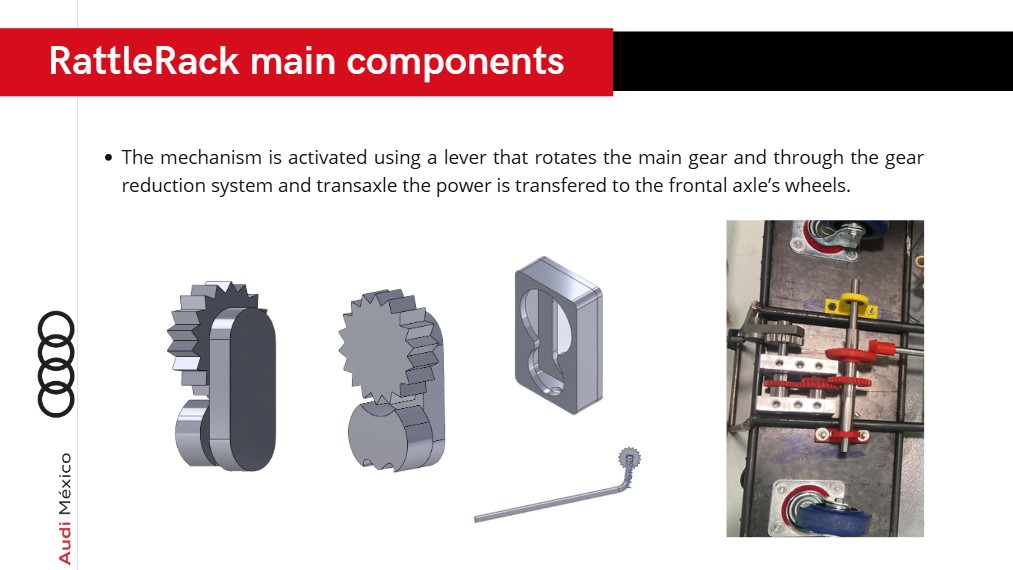 RattleRack main components
• The mechanism is activated using a lever that rotates the main gear and through the gear
reduction system and transaxle the power is transfered to the frontal axle’s wheels.
Audi México